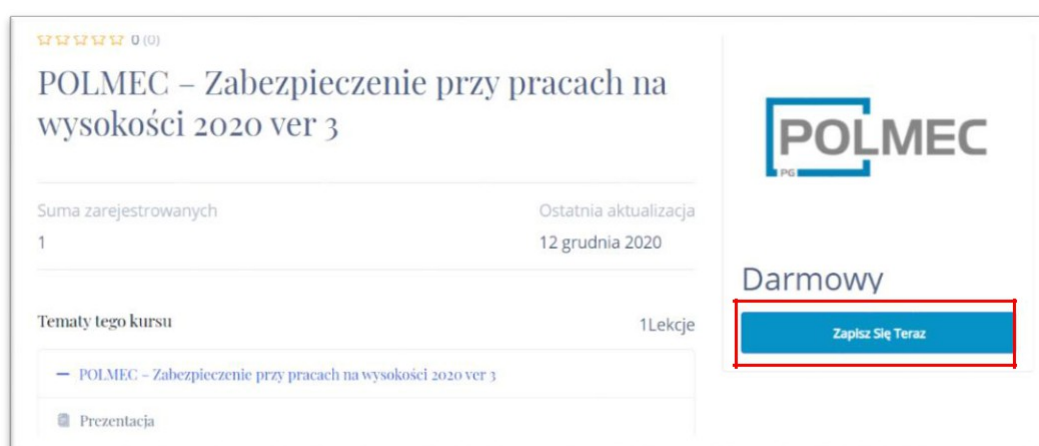 0 (0)
POLMEC – Zabezpieczenie przy pracach na
wysokości 2020 ver 3
Suma zarejestrowanych
1
Ostatnia aktualizacja
12 grudnia 2020
Tematy tego kursu
1Lekcje
POLMEC – Zabezpieczenie przy pracach na wysokości 2020 ver 3
Prezentacja
POLMEC
PG
Darmowy
Zapisz Się Teraz